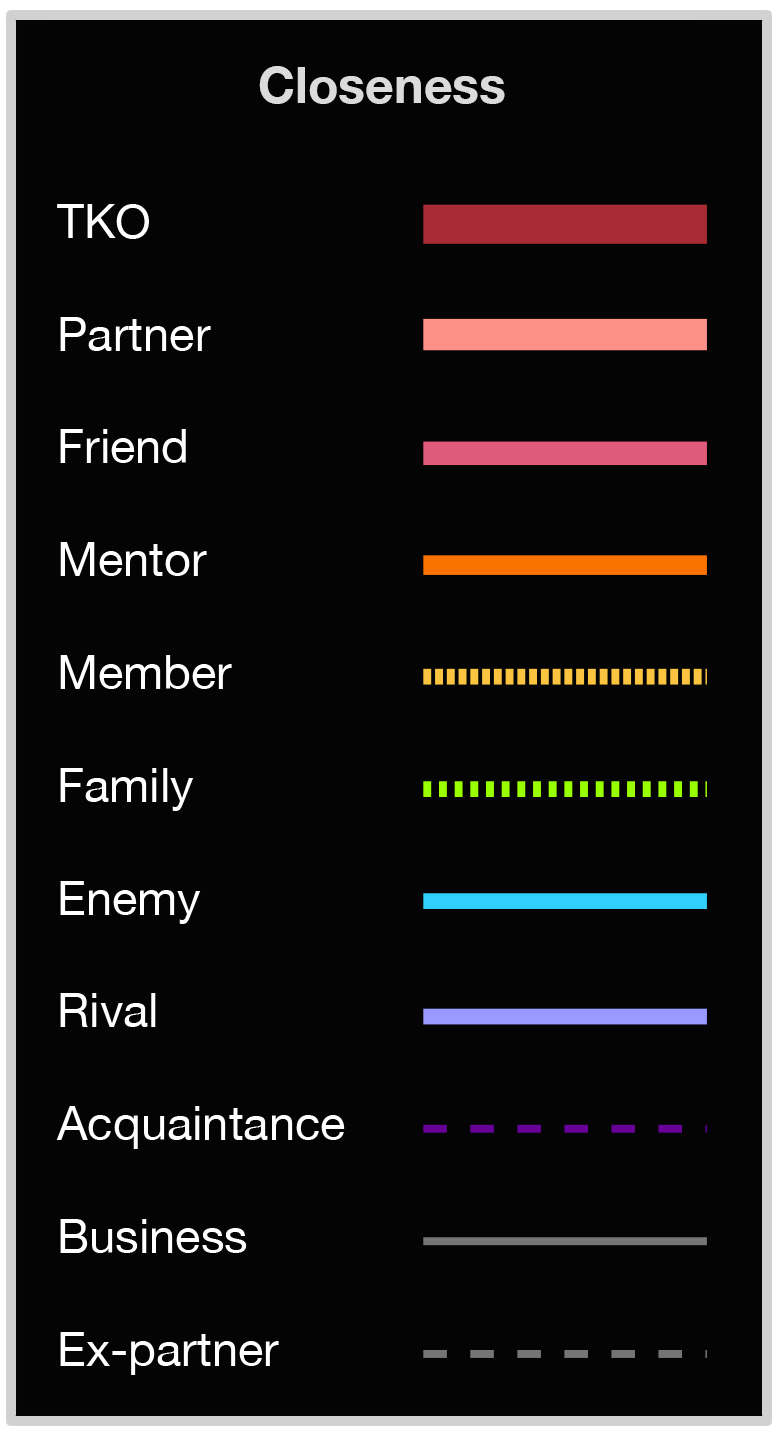 Closeness
TKO
Partner
Friend
Mentor
Member
Family
Enemy
Rival
Acquaintance
Business
Ex-partner